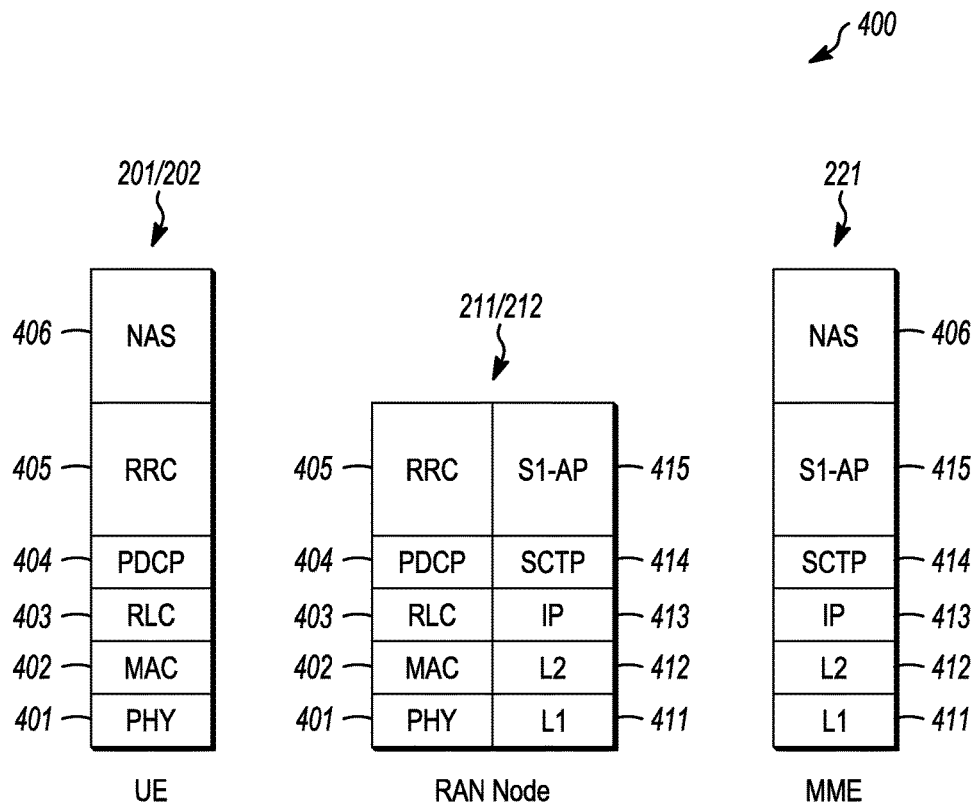 400
201/202
221
211/212
406 NAS NAS 406
405 RRC 405 RRC S1-AP 415 S1-AP 415
404 PDCP 404 PDCP SCTP 414 SCTP 414
403 RLC 403 RLC IP 413 IP 413
402 MAC 402 MAC L2 412 L2 412
401 PHY 401 PHY L1 411 L1 411
UE RAN Node MME